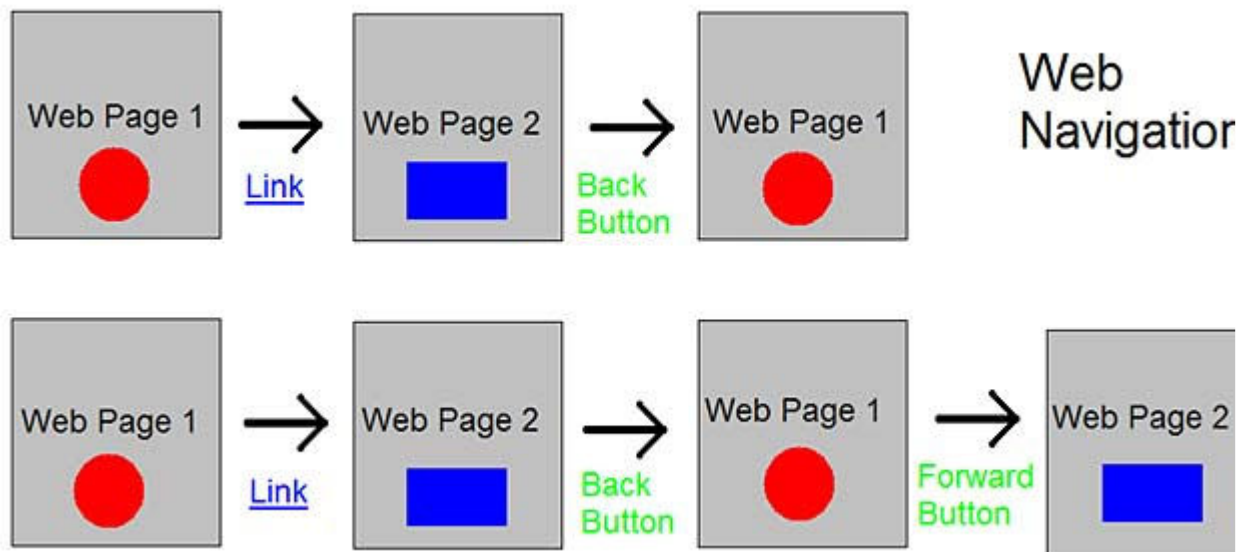 Web Page 1
Link
Web Page 2
Back
Button
Web Page 1
Web
Navigation
Web Page 1
Link
Web Page 2
Back
Button
Web Page 1
Forward
Button
Web Page 2